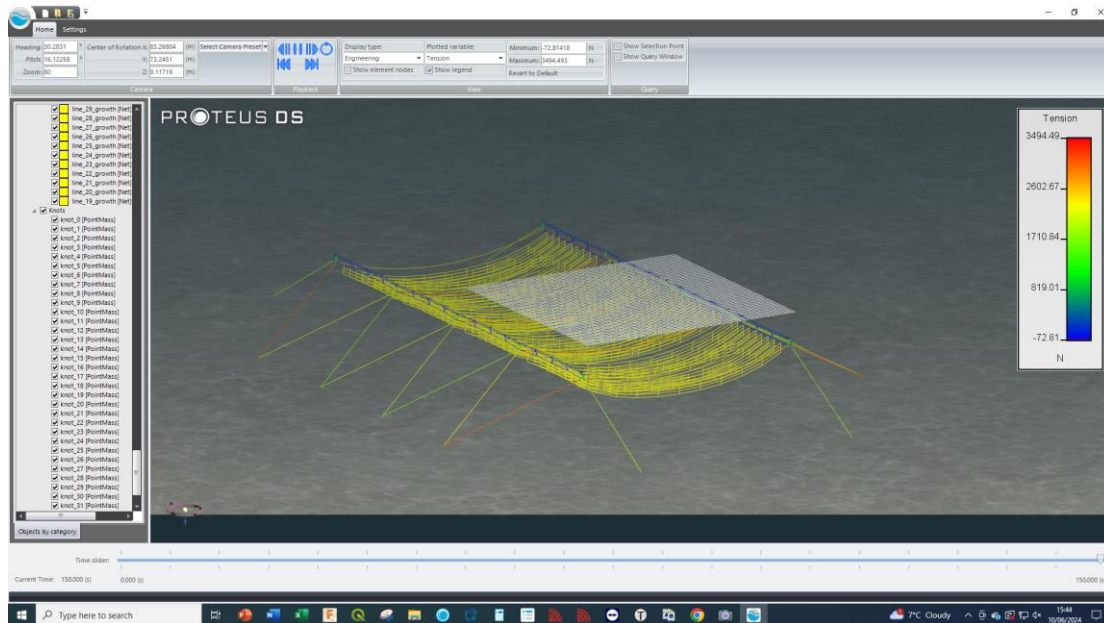 Home Settings
Heading: 30.2831 ° Center of Rotation X: 83.26804 (m) Select Camera Preset
Pitch: 16.12258 ° Y: 73.2451 (m)
Zoom: 80 Z: 9.11719 (m)
Camera
Playback
Display type: Plotted variable: Minimum: -72.81418 N
Engineering Tension Maximum: 3494.493 N
Show element nodes Show legend Revert to Default
View
Show Selection Point
Show Query Window
Query
line_29_growth [Net]
line_28_growth [Net]
line_27_growth [Net]
line_26_growth [Net]
line_25_growth [Net]
line_24_growth [Net]
line_23_growth [Net]
line_22_growth [Net]
line_21_growth [Net]
line_20_growth [Net]
line_19_growth [Net]
Knots
knot_0 [PointMass]
knot_1 [PointMass]
knot_2 [PointMass]
knot_3 [PointMass]
knot_4 [PointMass]
knot_5 [PointMass]
knot_6 [PointMass]
knot_7 [PointMass]
knot_8 [PointMass]
knot_9 [PointMass]
knot_10 [PointMass]
knot_11 [PointMass]
knot_12 [PointMass]
knot_13 [PointMass]
knot_14 [PointMass]
knot_15 [PointMass]
knot_16 [PointMass]
knot_17 [PointMass]
knot_18 [PointMass]
knot_19 [PointMass]
knot_20 [PointMass]
knot_21 [PointMass]
knot_22 [PointMass]
knot_23 [PointMass]
knot_24 [PointMass]
knot_25 [PointMass]
knot_26 [PointMass]
knot_27 [PointMass]
knot_28 [PointMass]
knot_29 [PointMass]
knot_30 [PointMass]
knot_31 [PointMass]
Objects by category
PROTEUS DS
Tension
3494.49
2602.67
1710.84
819.01
-72.81
N
Time slider:
Current Time: 150.000 (s) 0.000 (s) 150.000 (s)
Type here to search
7°C Cloudy
15:44
10/06/2024